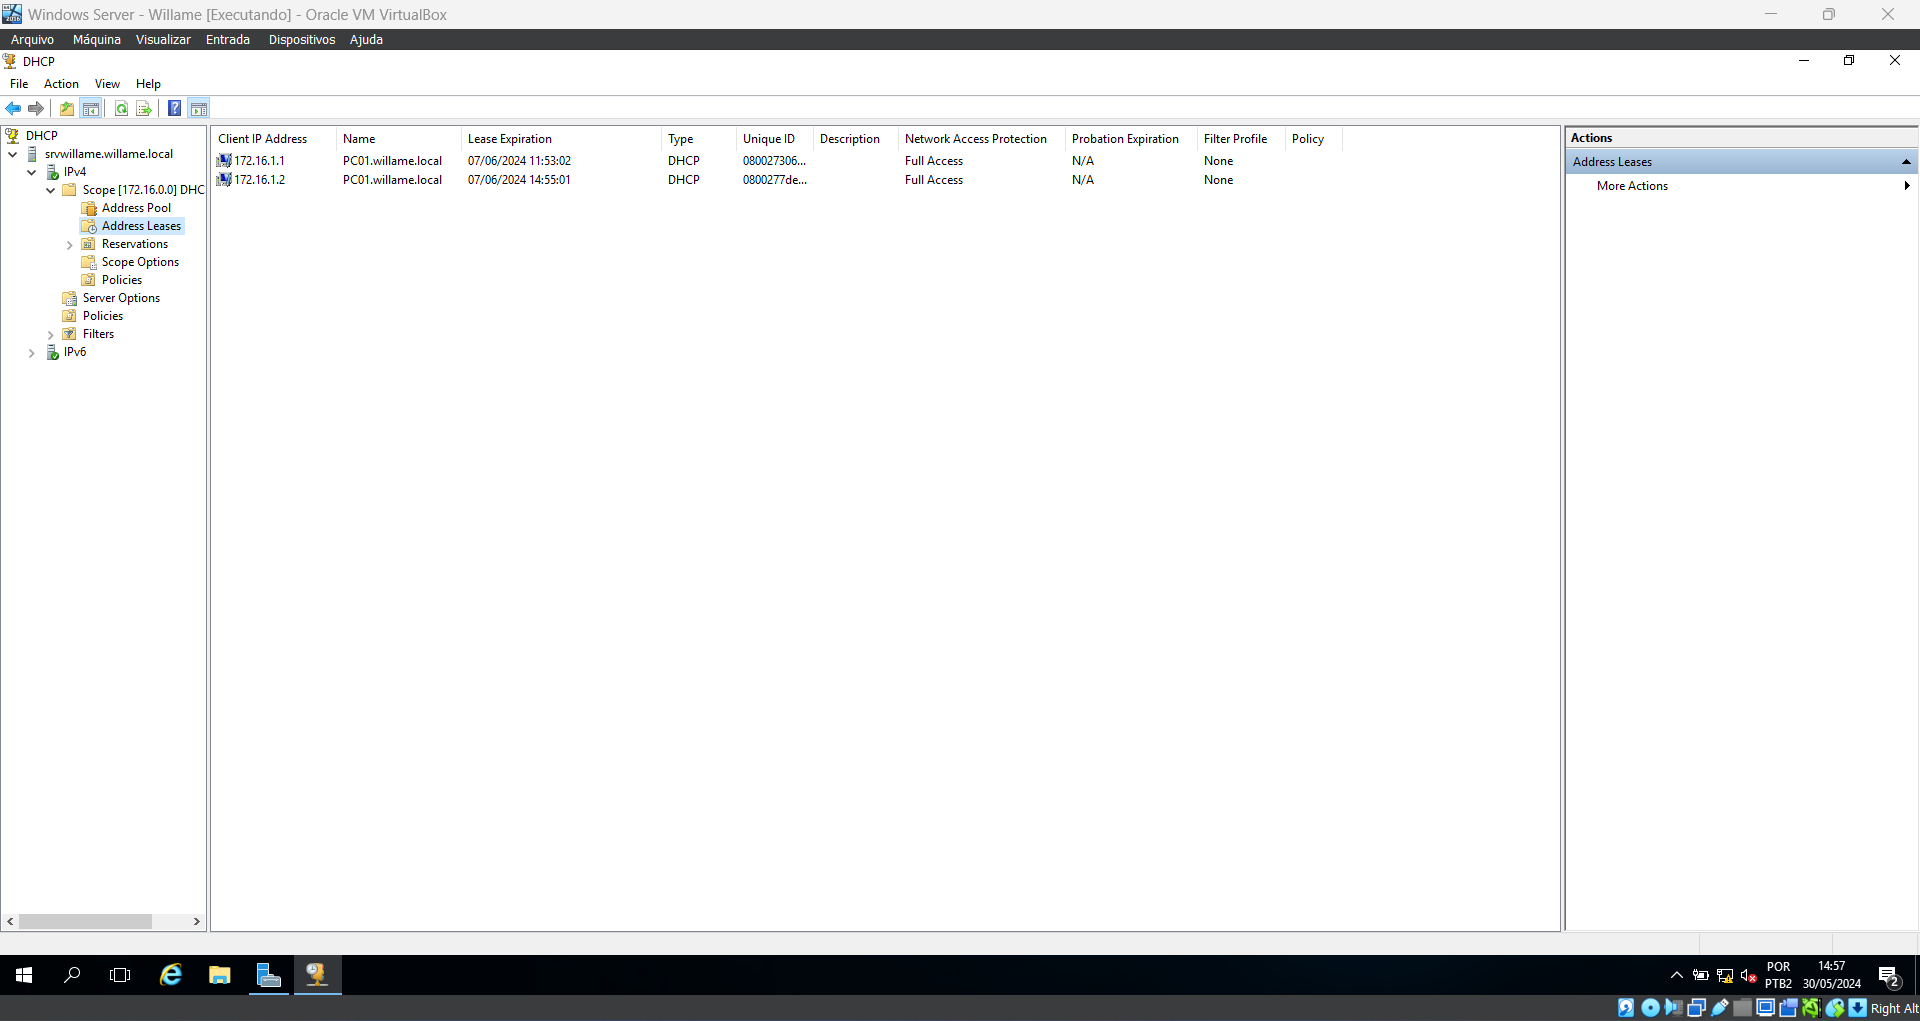 Windows Server - Willame [Executando] - Oracle VM VirtualBox
Arquivo Máquina Visualizar Entrada Dispositivos Ajuda
DHCP
File Action View Help
DHCP
srvwillame.willame.local
IPv4
Scope [172.16.0.0] DHC
Address Pool
Address Leases
Reservations
Scope Options
Policies
Server Options
Policies
Filters
IPv6
Client IP Address Name Lease Expiration Type Unique ID Description Network Access Protection Probation Expiration Filter Profile Policy
172.16.1.1 PC01.willame.local 07/06/2024 11:53:02 DHCP 080027306... Full Access N/A None
172.16.1.2 PC01.willame.local 07/06/2024 14:55:01 DHCP 0800277de... Full Access N/A None
Actions
Address Leases
More Actions
POR
PTB2
14:57
30/05/2024
2
Right Alt